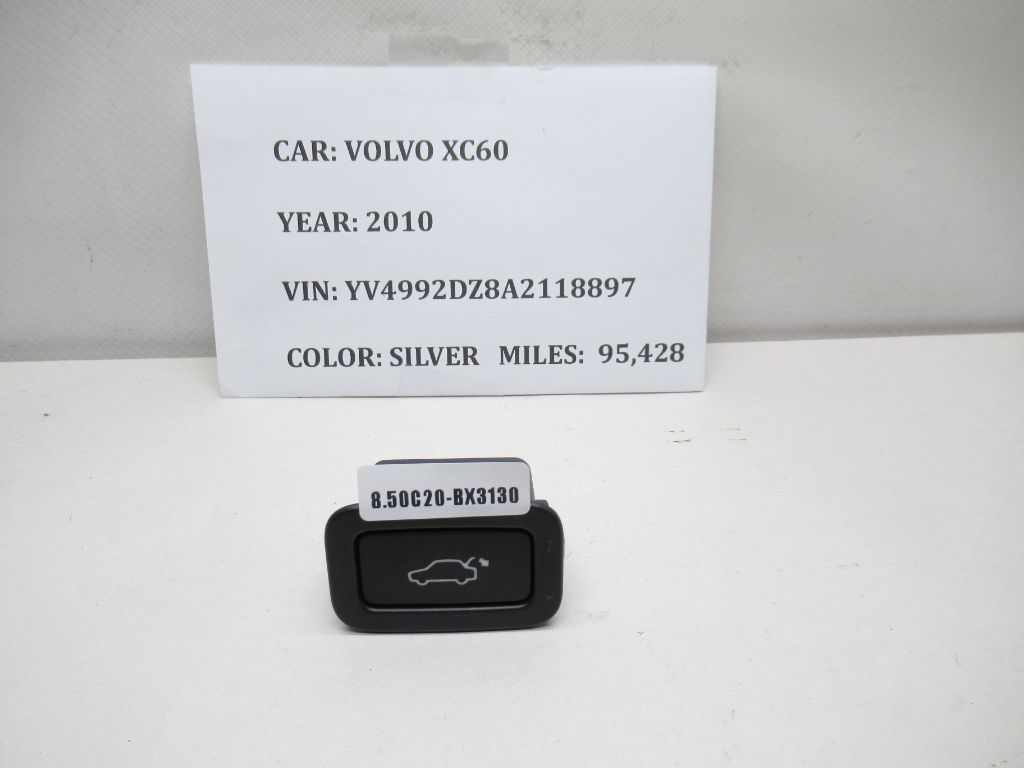 CAR: VOLVO XC60
YEAR: 2010
VIN: YV4992DZ8A2118897
COLOR: SILVER MILES: 95,428
8.50C20-BX3130